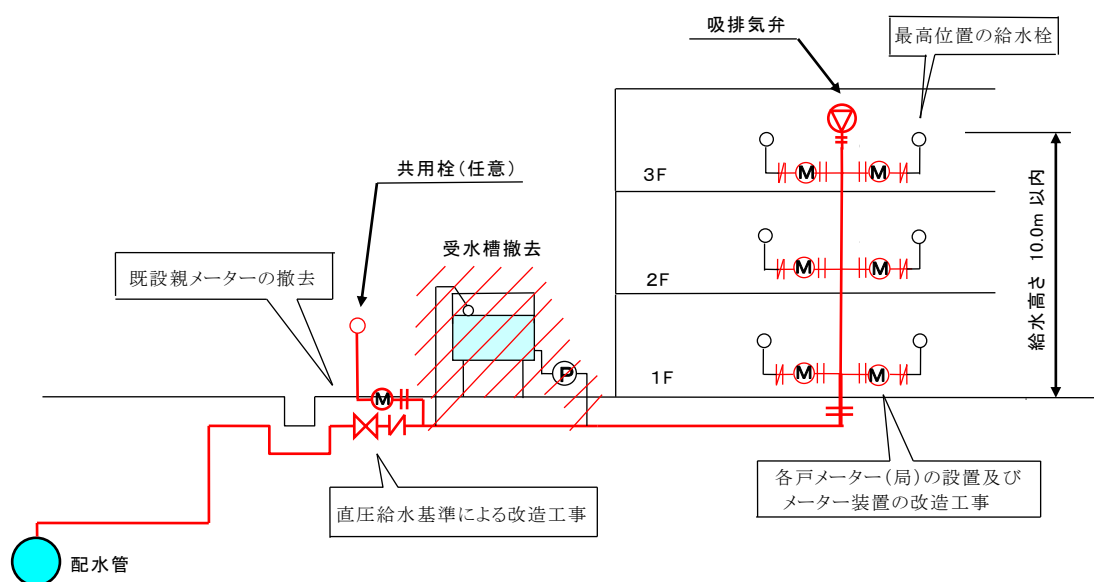 吸排気弁
最高位置の給水栓
共用栓(任意)
3F
受水槽撤去
既設親メーターの撤去
2F
給水高さ 10.0m 以内
1F
M
M
M
M
M
M
M
P
各戸メーター(局)の設置及び
メーター装置の改造工事
直圧給水基準による改造工事
配水管